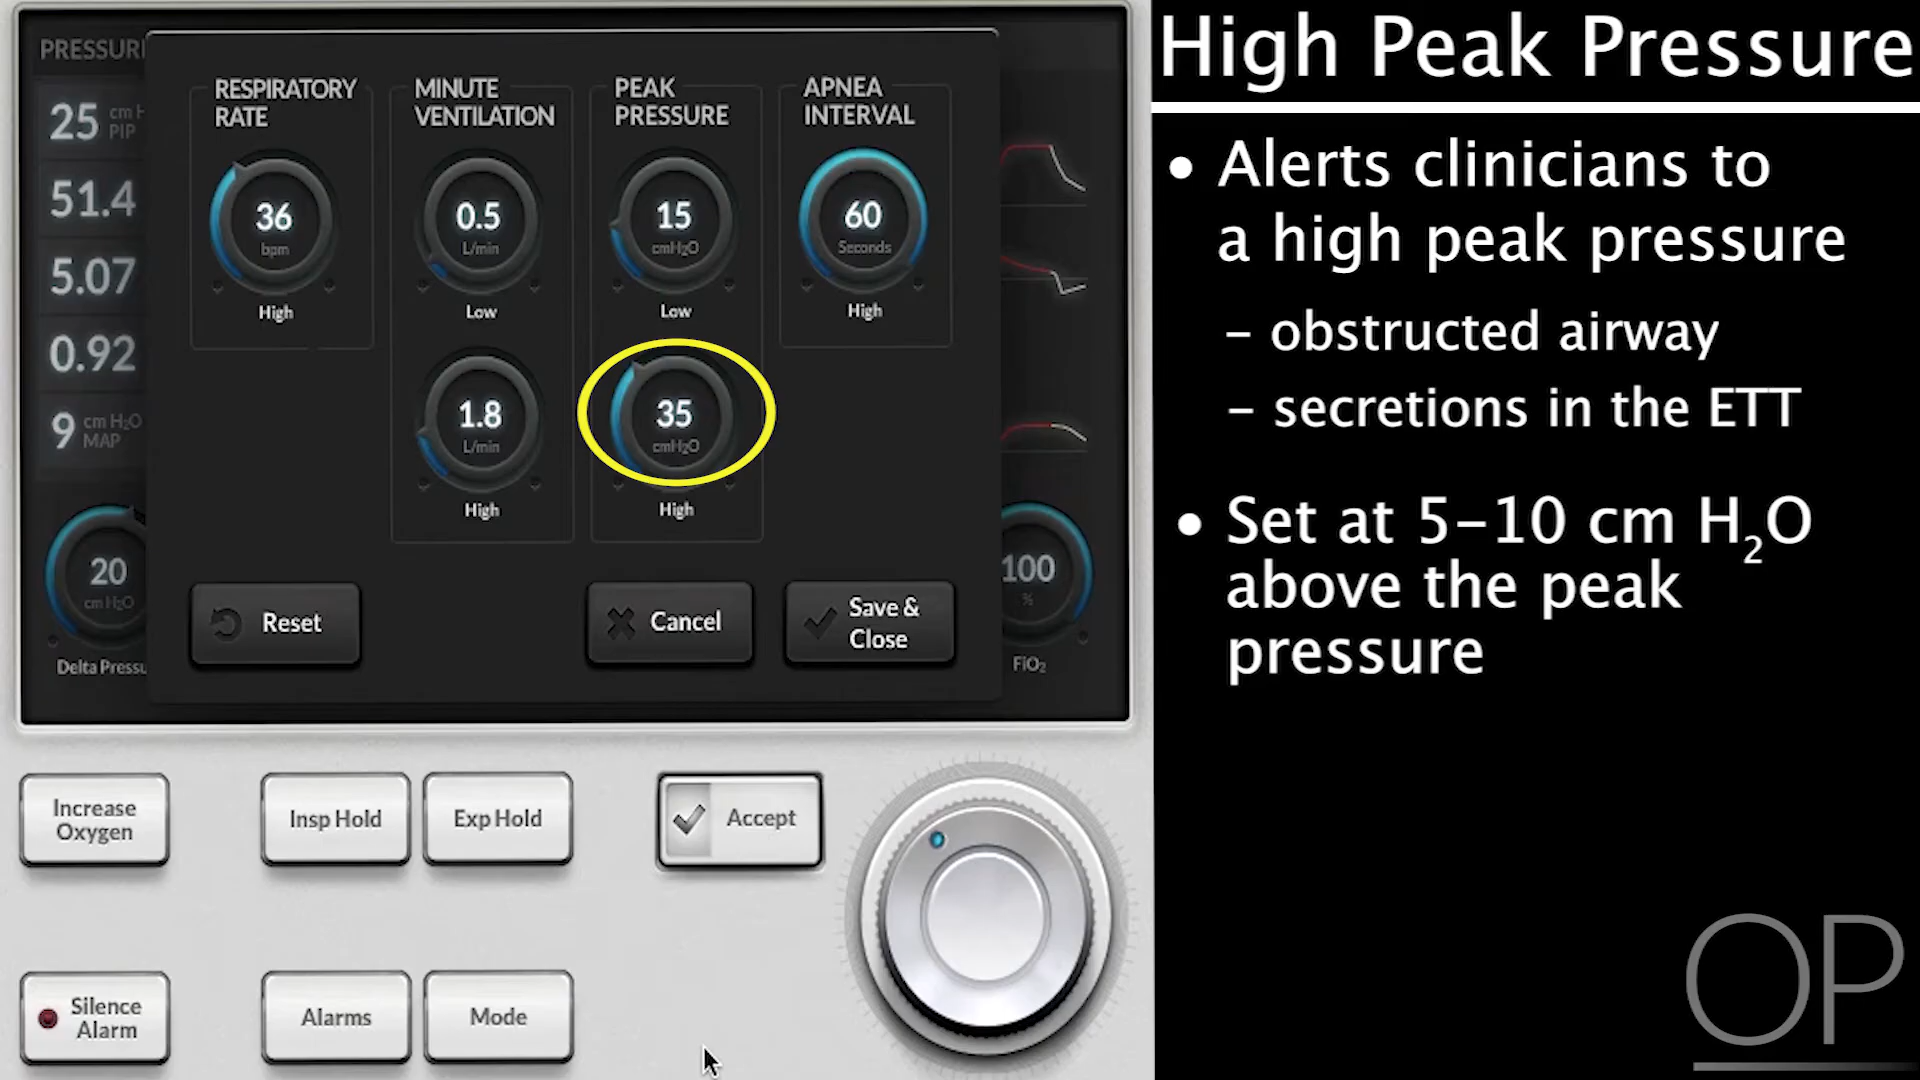 PRESSUR
25 cm H
PIP
51.4
5.07
0.92
9 cm H₂O
MAP
20
cm H₂O
Delta Pressu
RESPIRATORY
RATE
36
bpm
High
MINUTE
VENTILATION
0.5
L/min
Low
1.8
L/min
High
PEAK
PRESSURE
15
cmH₂O
Low
35
cmH₂O
High
APNEA
INTERVAL
60
Seconds
High
Reset
Cancel
Save &
Close
100
%
FiO₂
Increase
Oxygen
Insp Hold
Exp Hold
Accept
Silence
Alarm
Alarms
Mode
High Peak Pressure
• Alerts clinicians to
a high peak pressure
– obstructed airway
– secretions in the ETT
• Set at 5–10 cm H₂O
above the peak
pressure
OP